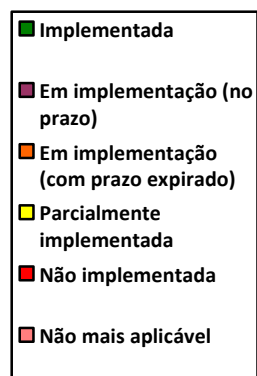 Implementada
Em implementação (no
prazo)
Em implementação
(com prazo expirado)
Parcialmente
implementada
Não implementada
Não mais aplicável